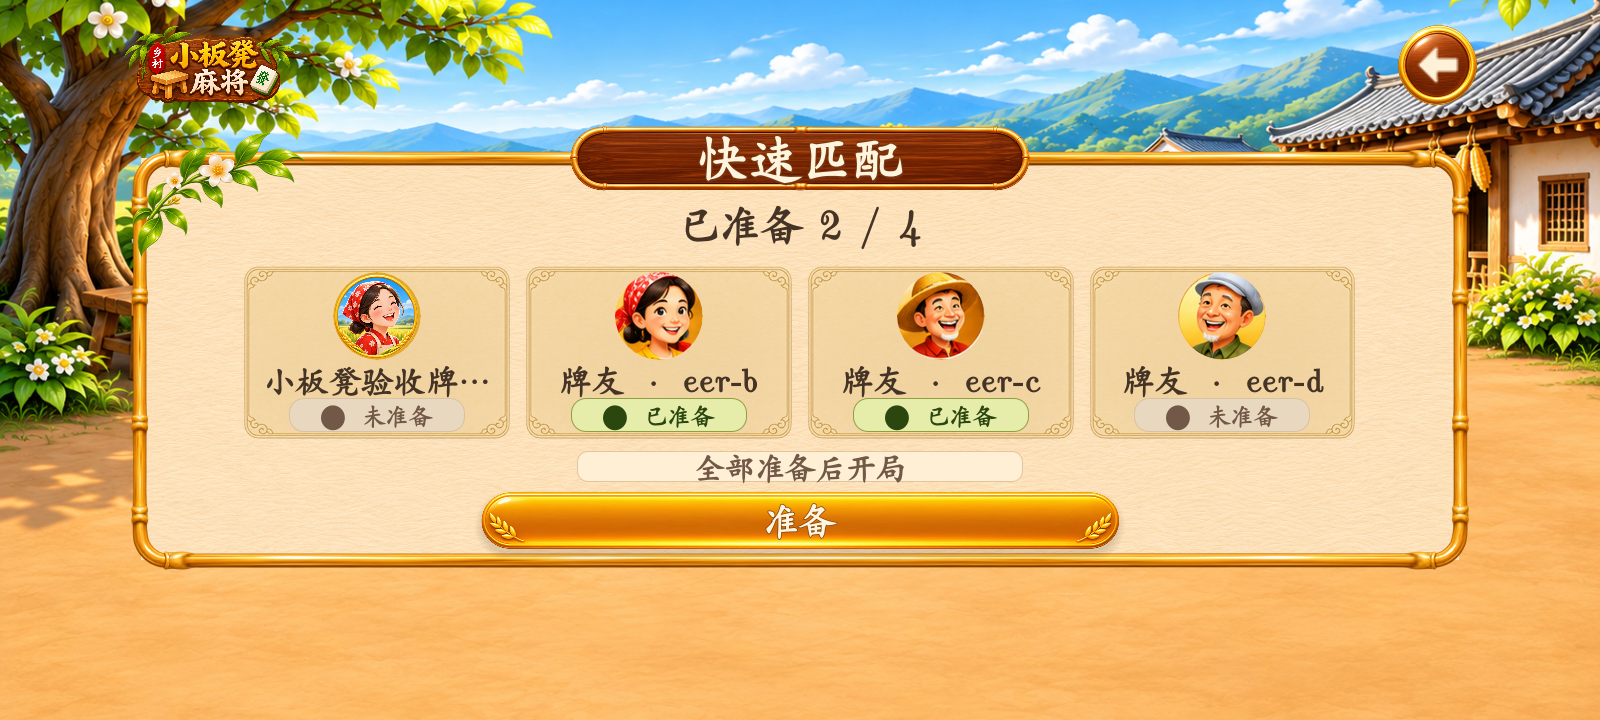 乡村
小板凳
麻将
快速匹配
已准备 2 / 4
小板凳验收牌…
未准备
牌友 · eer-b
已准备
牌友 · eer-c
已准备
牌友 · eer-d
未准备
全部准备后开局
准备